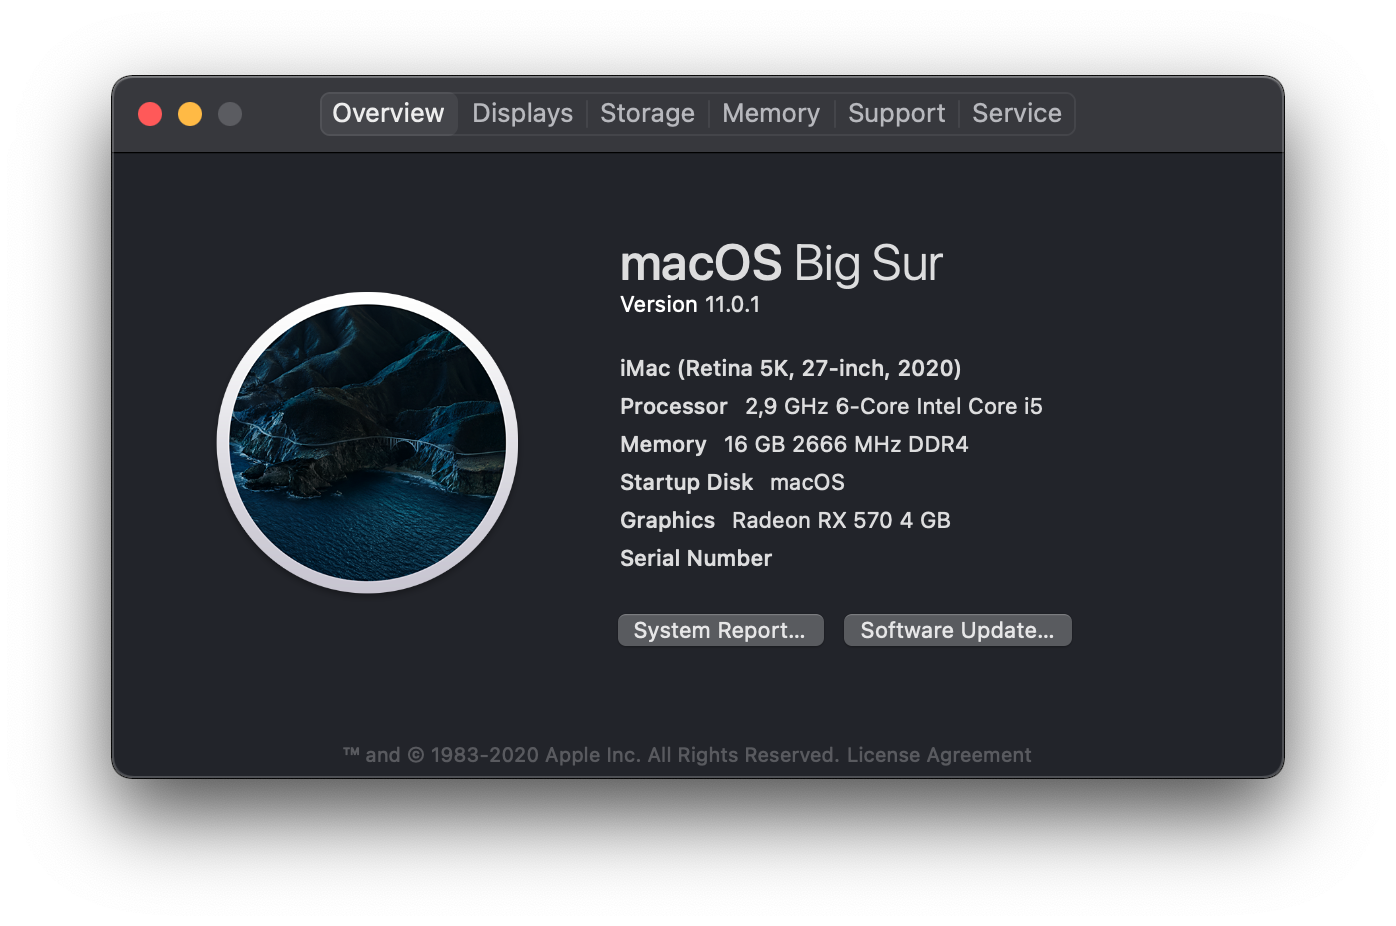 Overview Displays Storage Memory Support Service
macOS Big Sur
Version 11.0.1
iMac (Retina 5K, 27-inch, 2020)
Processor 2,9 GHz 6-Core Intel Core i5
Memory 16 GB 2666 MHz DDR4
Startup Disk macOS
Graphics Radeon RX 570 4 GB
Serial Number
System Report... Software Update...
™ and © 1983-2020 Apple Inc. All Rights Reserved. License Agreement